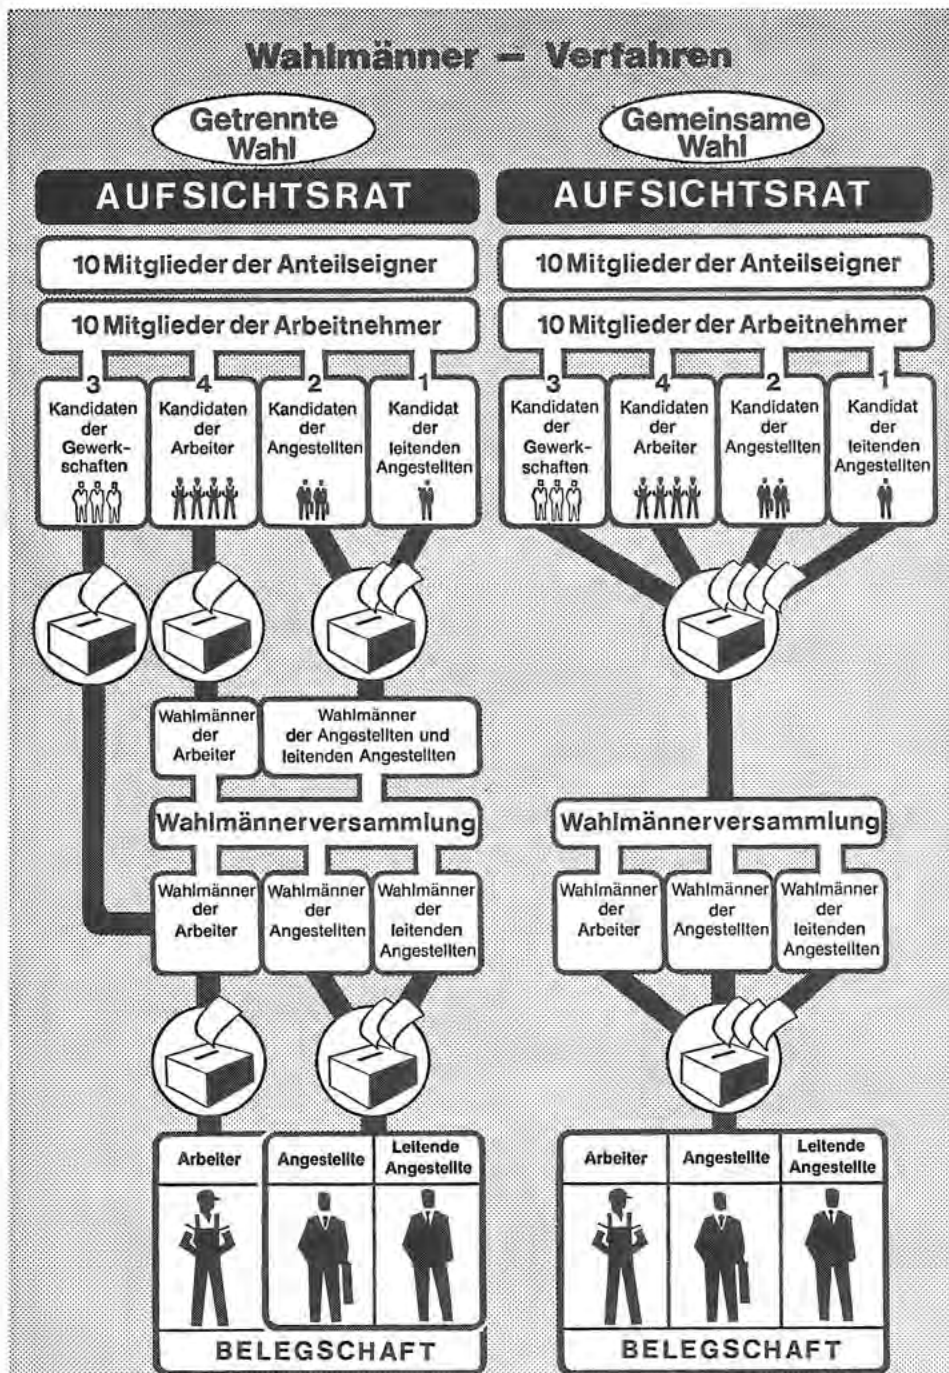 Wahlmänner – Verfahren
Getrennte
Wahl
AUFSICHTSRAT
10 Mitglieder der Anteilseigner
10 Mitglieder der Arbeitnehmer
3
Kandidaten
der
Gewerk-
schaften
4
Kandidaten
der
Arbeiter
2
Kandidaten
der
Angestellten
1
Kandidat
der
leitenden
Angestellten
Wahlmänner
der
Arbeiter
Wahlmänner
der Angestellten und
leitenden Angestellten
Wahlmännerversammlung
Wahlmänner
der
Arbeiter
Wahlmänner
der
Angestellten
Wahlmänner
der
leitenden
Angestellten
Arbeiter
Angestellte
Leitende
Angestellte
BELEGSCHAFT
Gemeinsame
Wahl
AUFSICHTSRAT
10 Mitglieder der Anteilseigner
10 Mitglieder der Arbeitnehmer
3
Kandidaten
der
Gewerk-
schaften
4
Kandidaten
der
Arbeiter
2
Kandidaten
der
Angestellten
1
Kandidat
der
leitenden
Angestellten
Wahlmännerversammlung
Wahlmänner
der
Arbeiter
Wahlmänner
der
Angestellten
Wahlmänner
der
leitenden
Angestellten
Arbeiter
Angestellte
Leitende
Angestellte
BELEGSCHAFT